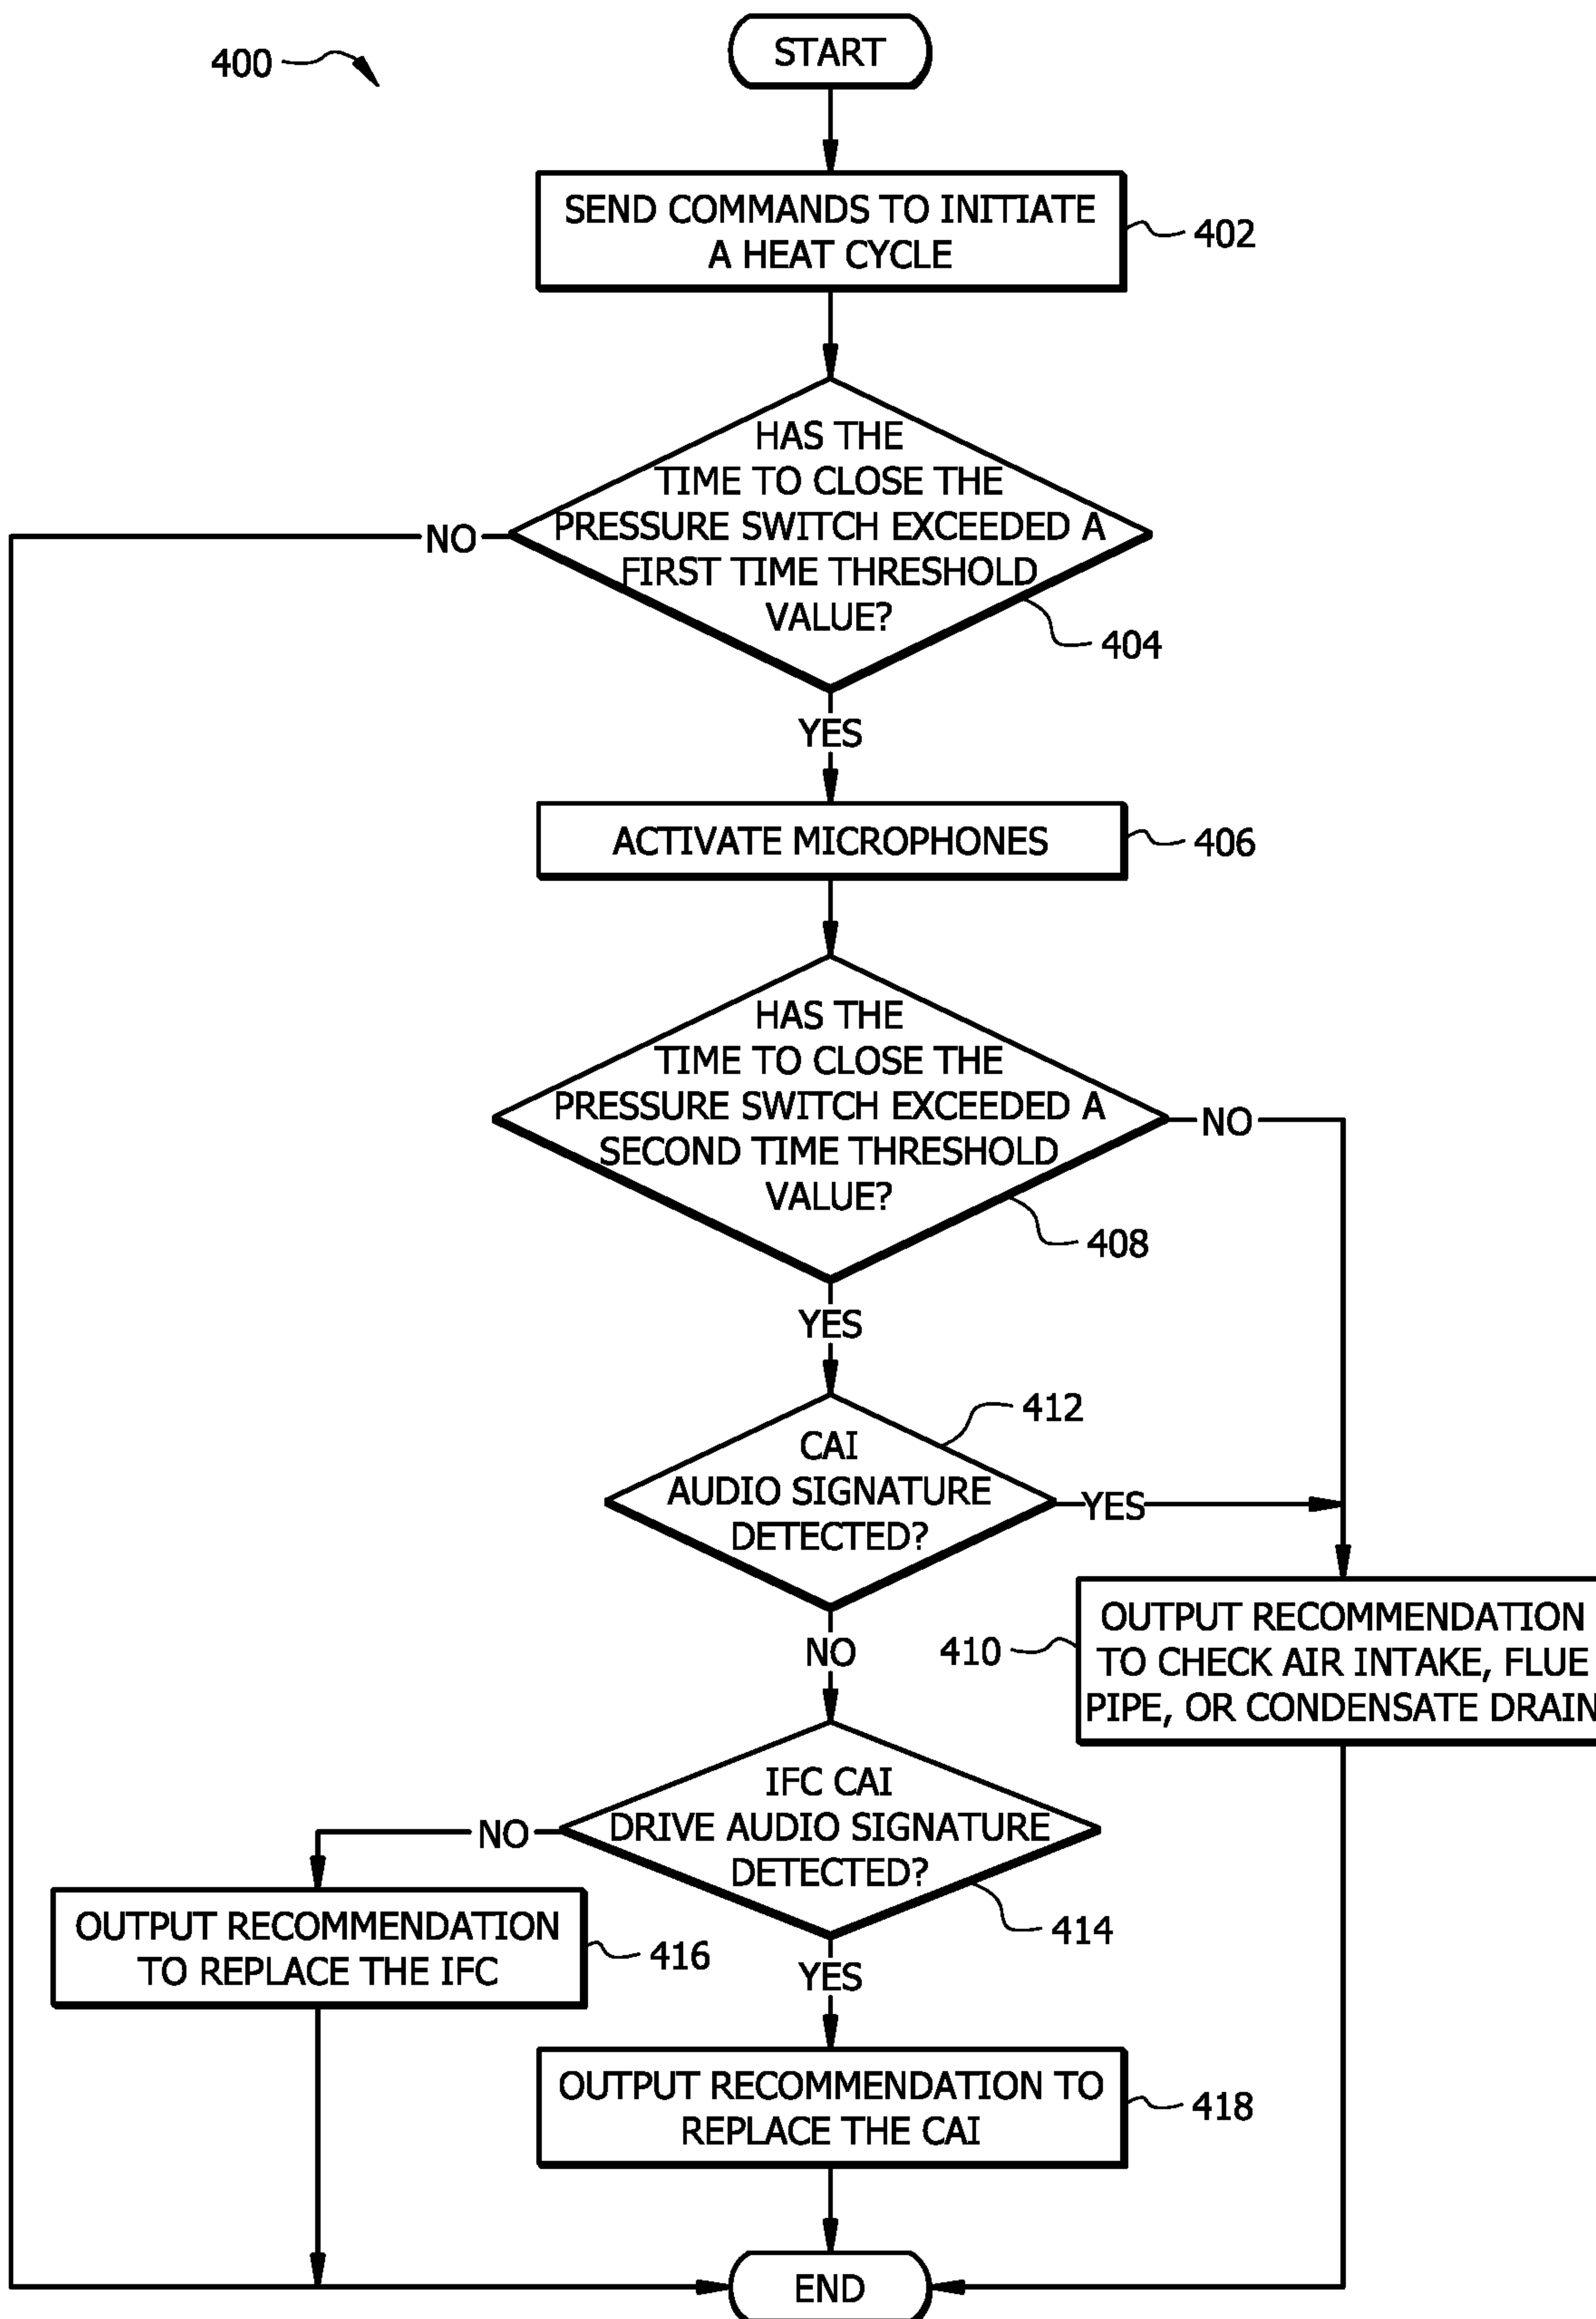 400
START
SEND COMMANDS TO INITIATE
A HEAT CYCLE
402
HAS THE
TIME TO CLOSE THE
PRESSURE SWITCH EXCEEDED A
FIRST TIME THRESHOLD
VALUE?
NO
404
YES
ACTIVATE MICROPHONES
406
HAS THE
TIME TO CLOSE THE
PRESSURE SWITCH EXCEEDED A
SECOND TIME THRESHOLD
VALUE?
NO
408
YES
412
CAI
AUDIO SIGNATURE
DETECTED?
YES
NO
410
OUTPUT RECOMMENDATION
TO CHECK AIR INTAKE, FLUE
PIPE, OR CONDENSATE DRAIN
IFC CAI
DRIVE AUDIO SIGNATURE
DETECTED?
NO
414
OUTPUT RECOMMENDATION
TO REPLACE THE IFC
416
YES
OUTPUT RECOMMENDATION TO
REPLACE THE CAI
418
END